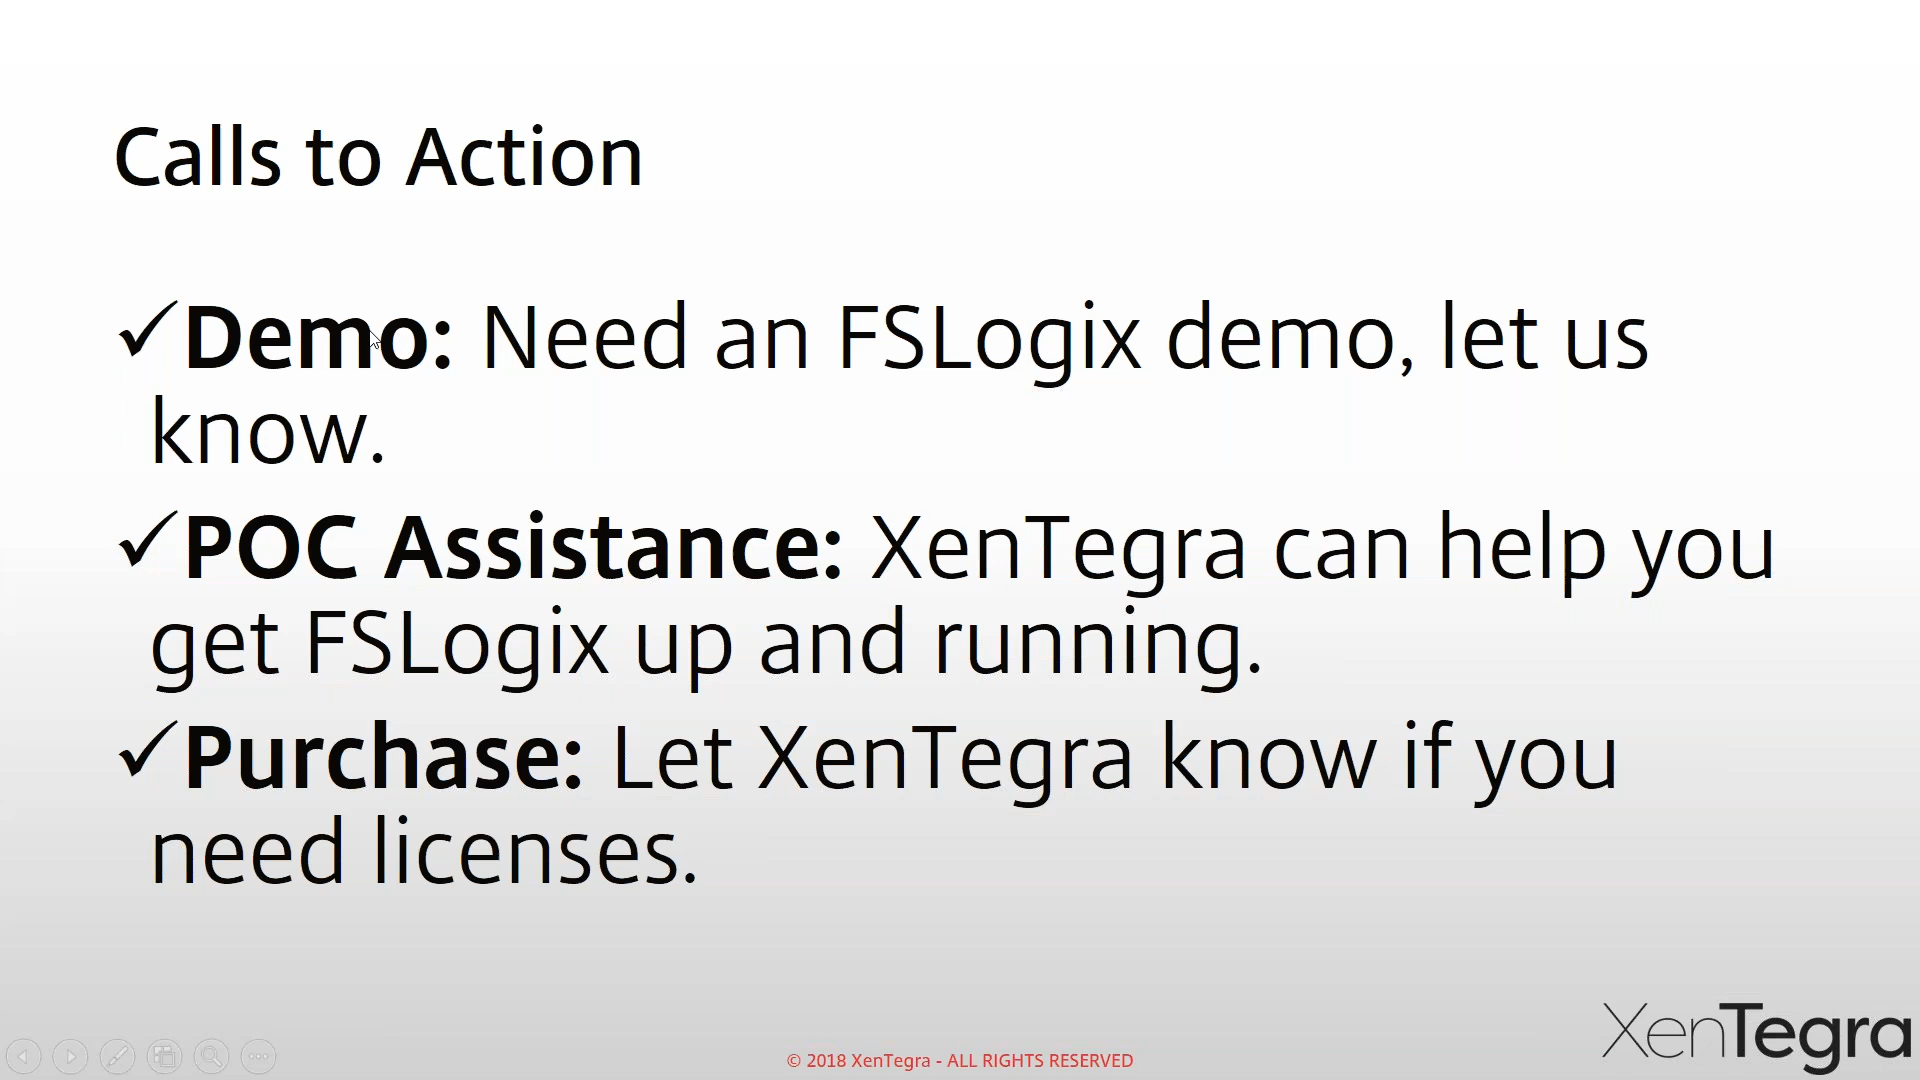 Calls to Action
✓Demo: Need an FSLogix demo, let us
know.
✓POC Assistance: XenTegra can help you
get FSLogix up and running.
✓Purchase: Let XenTegra know if you
need licenses.
© 2018 XenTegra - ALL RIGHTS RESERVED
XenTegra